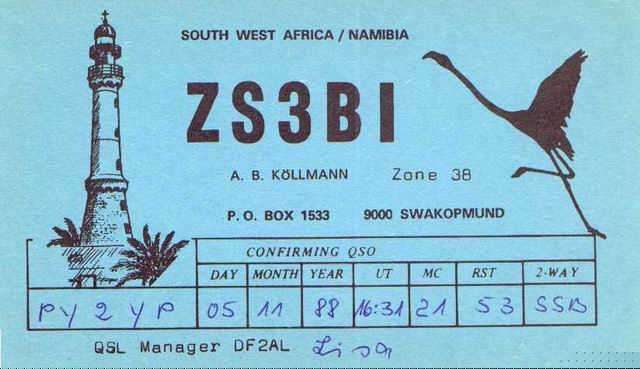 SOUTH WEST AFRICA / NAMIBIA
ZS3BI
A. B. KÖLLMANN Zone 38
P. O. BOX 1533 9000 SWAKOPMUND
CONFIRMING QSO
DAY MONTH YEAR UT MC RST 2-WAY
PY2YP 05 11 88 16:31 21 53 SSB
QSL Manager DF2AL Lisa